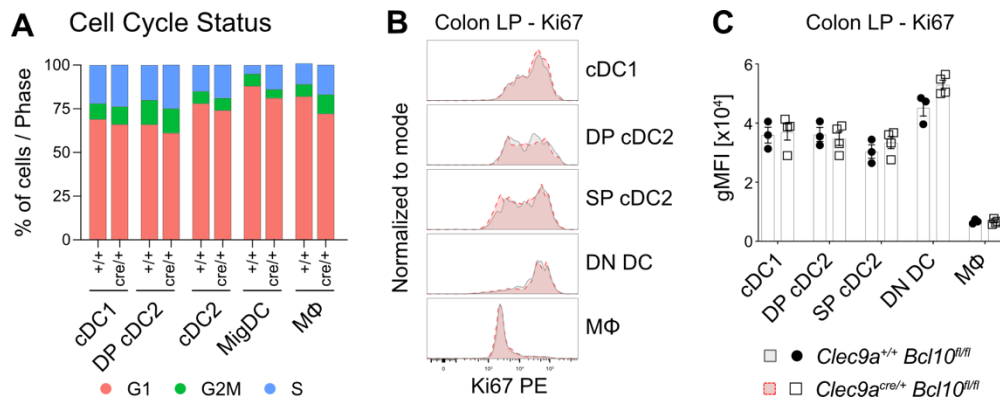 A
Cell Cycle Status
% of cells / Phase
100
75
50
25
0
+/+
cre/+
+/+
cre/+
+/+
cre/+
+/+
cre/+
+/+
cre/+
cDC1
DP cDC2
cDC2
MigDC
MΦ
G1
G2M
S
B
Colon LP - Ki67
Normalized to mode
cDC1
DP cDC2
SP cDC2
DN DC
MΦ
Ki67 PE
C
Colon LP - Ki67
gMFI [x10⁴)
6
4
2
0
cDC1
DP cDC2
SP cDC2
DN DC
MΦ
Clec9a+/+ Bcl10fl/fl
Clec9acre/+ Bcl10fl/fl